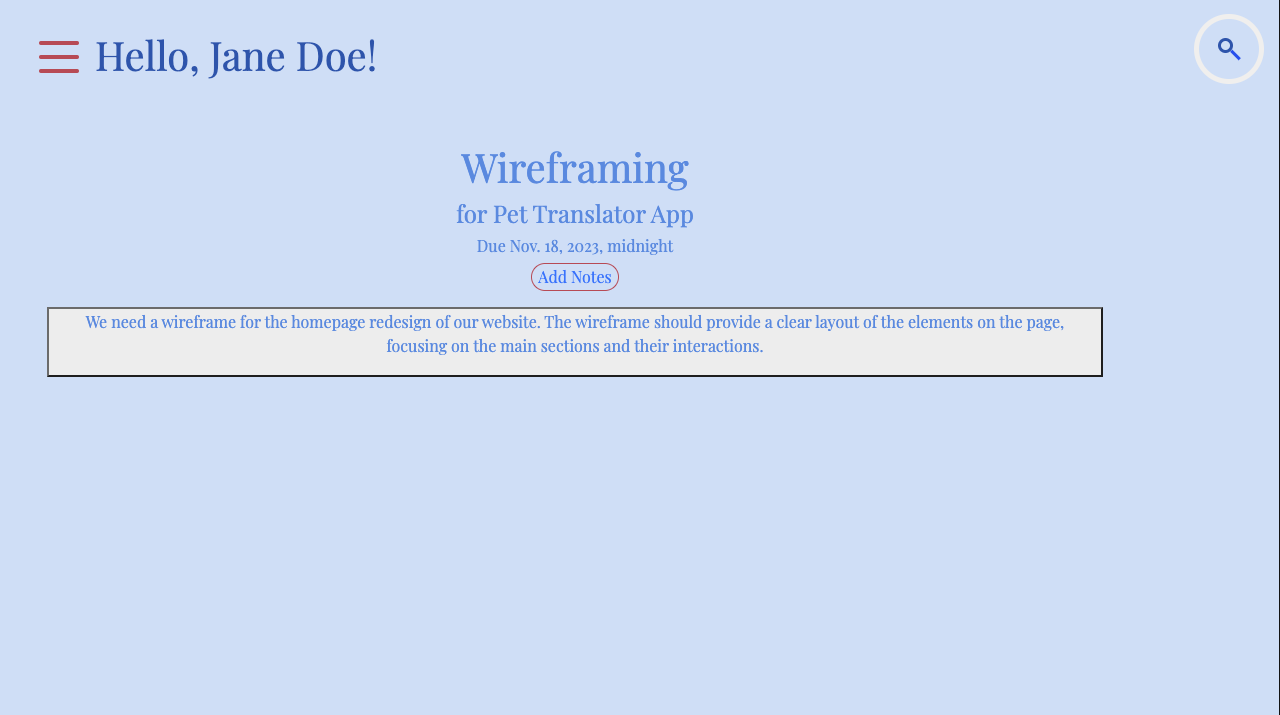 Hello, Jane Doe!
Wireframing
for Pet Translator App
Due Nov. 18, 2023, midnight
Add Notes
We need a wireframe for the homepage redesign of our website. The wireframe should provide a clear layout of the elements on the page,
focusing on the main sections and their interactions.